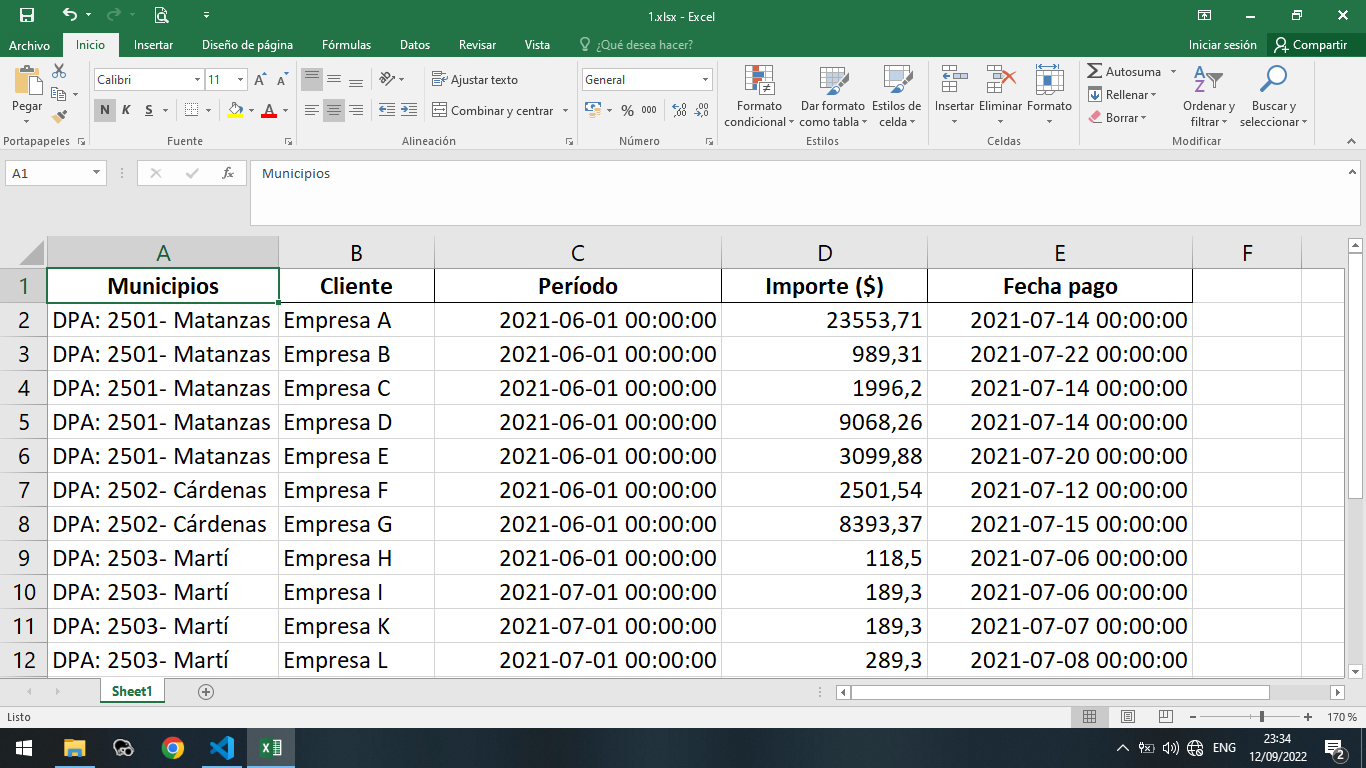 1.xlsx - Excel
Archivo Inicio Insertar Diseño de página Fórmulas Datos Revisar Vista ¿Qué desea hacer? Iniciar sesión Compartir
Pegar
Calibri 11
N K S
Ajustar texto
Combinar y centrar
General
% 000
Formato condicional
Dar formato como tabla
Estilos de celda
Insertar Eliminar Formato
Autosuma
Rellenar
Borrar
Ordenar y filtrar
Buscar y seleccionar
Portapapeles Fuente Alineación Número Estilos Celdas Modificar
A1 fx Municipios
A B C D E F
1 Municipios Cliente Período Importe ($) Fecha pago
2 DPA: 2501- Matanzas Empresa A 2021-06-01 00:00:00 23553,71 2021-07-14 00:00:00
3 DPA: 2501- Matanzas Empresa B 2021-06-01 00:00:00 989,31 2021-07-22 00:00:00
4 DPA: 2501- Matanzas Empresa C 2021-06-01 00:00:00 1996,2 2021-07-14 00:00:00
5 DPA: 2501- Matanzas Empresa D 2021-06-01 00:00:00 9068,26 2021-07-14 00:00:00
6 DPA: 2501- Matanzas Empresa E 2021-06-01 00:00:00 3099,88 2021-07-20 00:00:00
7 DPA: 2502- Cárdenas Empresa F 2021-06-01 00:00:00 2501,54 2021-07-12 00:00:00
8 DPA: 2502- Cárdenas Empresa G 2021-06-01 00:00:00 8393,37 2021-07-15 00:00:00
9 DPA: 2503- Martí Empresa H 2021-06-01 00:00:00 118,5 2021-07-06 00:00:00
10 DPA: 2503- Martí Empresa I 2021-07-01 00:00:00 189,3 2021-07-06 00:00:00
11 DPA: 2503- Martí Empresa K 2021-07-01 00:00:00 189,3 2021-07-07 00:00:00
12 DPA: 2503- Martí Empresa L 2021-07-01 00:00:00 289,3 2021-07-08 00:00:00
Sheet1
Listo 170 %
ENG 23:34
12/09/2022 2